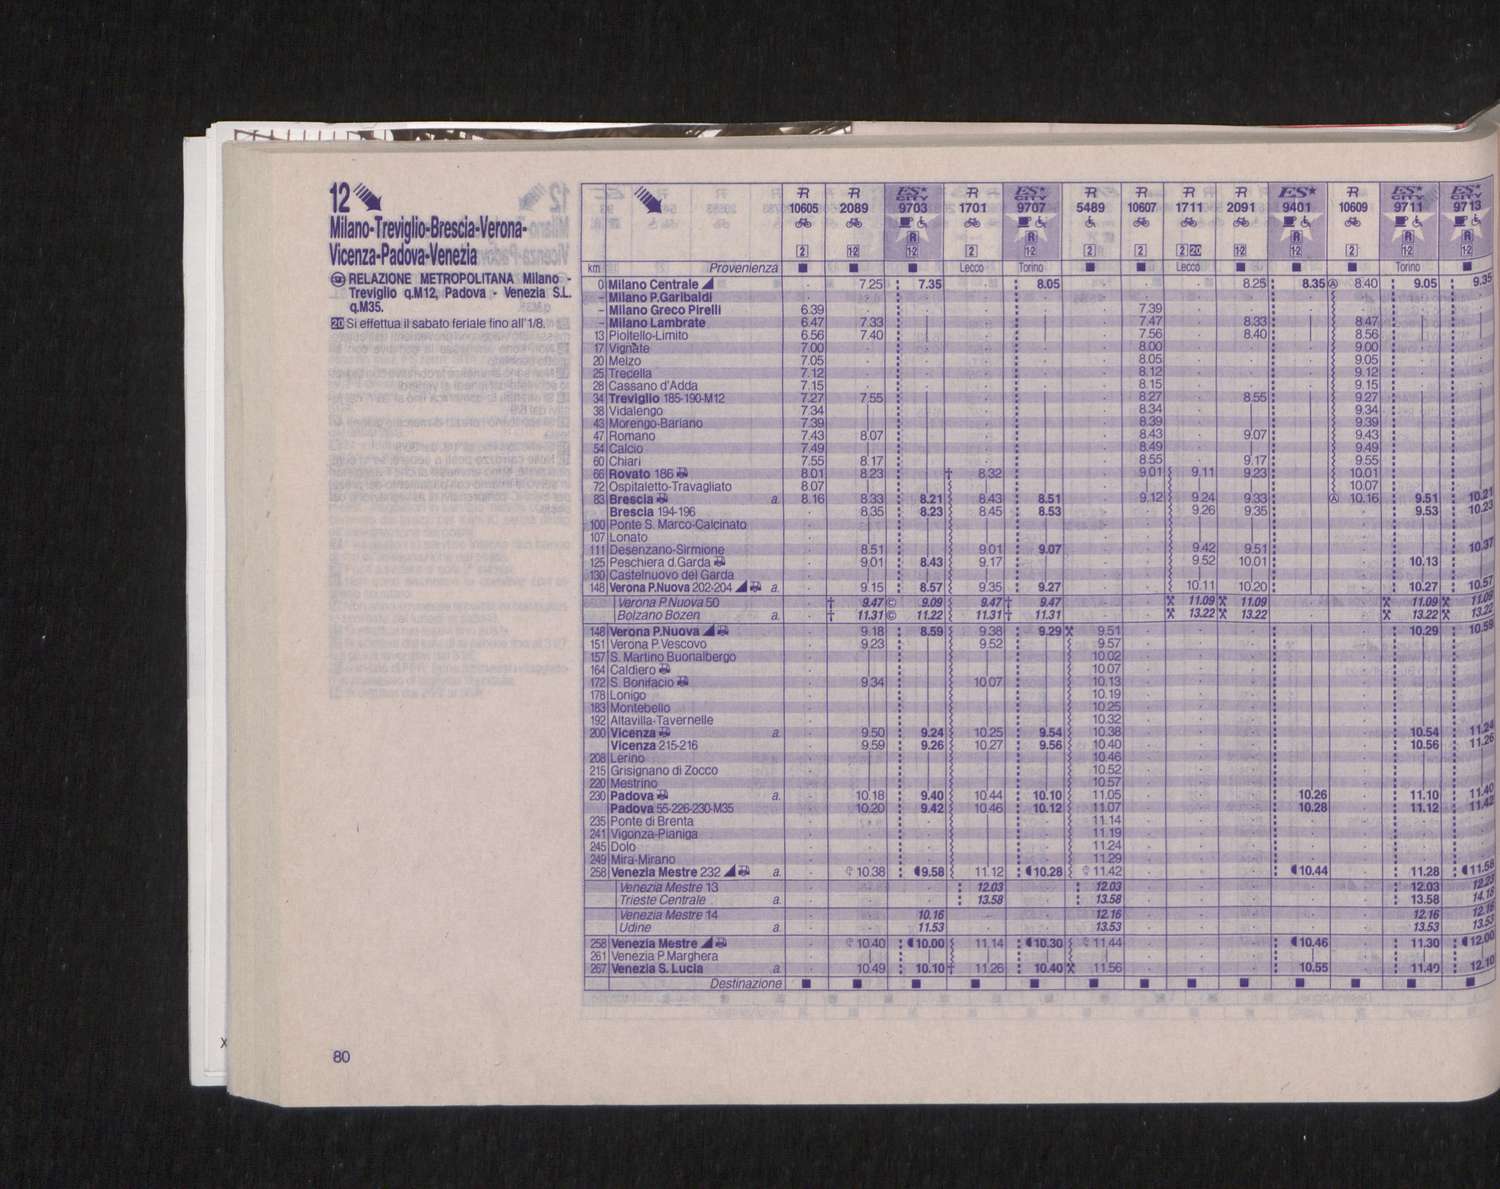 12
Milano-Treviglio-Brescia-Verona-
Vicenza-Padova-Venezia
RELAZIONE METROPOLITANA Milano -
Treviglio q.M12, Padova - Venezia S.L.
q.M35.
20 Si effettua il sabato feriale fino all'1/8.
R R ES* CITY R ES* CITY R R R R ES* R ES* CITY ES* CITY
10605 2089 9703 1701 9707 5489 10607 1711 2091 9401 10609 9711 9713
R R R R R
2 12 12 2 12 2 2 2 20 12 12 2 12 12
km Provenienza ■ ■ ■ Lecco Torino ■ ■ Lecco ■ ■ ■ Torino ■
0 Milano Centrale 7.25 7.35 8.05 8.25 8.35 Ⓐ 8.40 9.05 9.35
– Milano P.Garibaldi
– Milano Greco Pirelli 6.39 7.39
– Milano Lambrate 6.47 7.33 7.47 8.33 8.47
13 Pioltello-Limito 6.56 7.40 7.56 8.40 8.56
17 Vignate 7.00 8.00 9.00
20 Melzo 7.05 8.05 9.05
25 Trecella 7.12 8.12 9.12
28 Cassano d'Adda 7.15 8.15 9.15
34 Treviglio 185-190-M12 7.27 7.55 8.27 8.55 9.27
38 Vidalengo 7.34 8.34 9.34
43 Morengo-Bariano 7.39 8.39 9.39
47 Romano 7.43 8.07 8.43 9.07 9.43
54 Calcio 7.49 8.49 9.49
60 Chiari 7.55 8.17 8.55 9.17 9.55
66 Rovato 186 8.01 8.23 † 8.32 9.01 9.11 9.23 10.01
72 Ospitaletto-Travagliato 8.07 10.07
83 Brescia a. 8.16 8.33 8.21 8.43 8.51 9.12 9.24 9.33 Ⓐ 10.16 9.51 10.21
Brescia 194-196 8.35 8.23 8.45 8.53 9.26 9.35 9.53 10.23
100 Ponte S. Marco-Calcinato
107 Lonato
111 Desenzano-Sirmione 8.51 9.01 9.07 9.42 9.51 10.37
125 Peschiera d.Garda 9.01 8.43 9.17 9.52 10.01 10.13
130 Castelnuovo del Garda
148 Verona P.Nuova 202-204 a. 9.15 8.57 9.35 9.27 10.11 10.20 10.27 10.57
Verona P.Nuova 50 † 9.47 © 9.09 9.47 † 9.47 ⚒ 11.09 ⚒ 11.09 ⚒ 11.09 ⚒ 11.09
Bolzano Bozen a. † 11.31 © 11.22 11.31 † 11.31 ⚒ 13.22 ⚒ 13.22 ⚒ 13.22 ⚒ 13.22
148 Verona P.Nuova 9.18 8.59 9.38 9.29 ⚒ 9.51 10.29 10.59
151 Verona P.Vescovo 9.23 9.52 9.57
157 S. Martino Buonalbergo 10.02
164 Caldiero 10.07
172 S. Bonifacio 9.34 10.07 10.13
178 Lonigo 10.19
183 Montebello 10.25
192 Altavilla-Tavernelle 10.32
200 Vicenza a. 9.50 9.24 10.25 9.54 10.38 10.54 11.24
Vicenza 215-216 9.59 9.26 10.27 9.56 10.40 10.56 11.26
208 Lerino 10.46
215 Grisignano di Zocco 10.52
220 Mestrino 10.57
230 Padova a. 10.18 9.40 10.44 10.10 11.05 10.26 11.10 11.40
Padova 55-226-230-M35 10.20 9.42 10.46 10.12 11.07 10.28 11.12 11.42
235 Ponte di Brenta 11.14
241 Vigonza-Pianiga 11.19
245 Dolo 11.24
249 Mira-Mirano 11.29
258 Venezia Mestre 232 a. 10.38 9.58 11.12 10.28 11.42 10.44 11.28 11.58
Venezia Mestre 13 12.03 12.03 12.03
Trieste Centrale a. 13.58 13.58 13.58
Venezia Mestre 14 10.16 12.16 12.16 12.16
Udine a. 11.53 13.53 13.53 13.53
258 Venezia Mestre 10.40 10.00 11.14 10.30 11.44 10.46 11.30 12.00
261 Venezia P.Marghera
267 Venezia S. Lucia a. 10.49 10.10 † 11.26 10.40 ⚒ 11.56 10.55 11.40 12.10
Destinazione ■ ■ ■ ■ ■ ■ ■ ■ ■ ■ ■ ■ ■
80
X